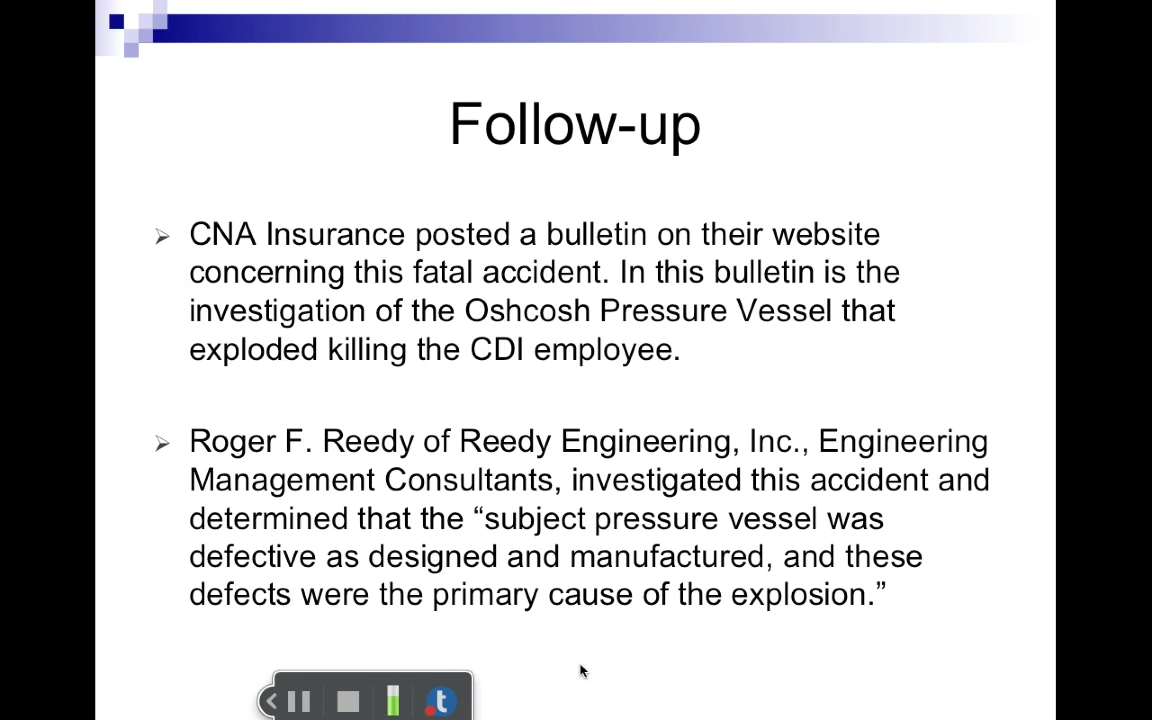 Follow-up
CNA Insurance posted a bulletin on their website
concerning this fatal accident. In this bulletin is the
investigation of the Oshcosh Pressure Vessel that
exploded killing the CDI employee.
Roger F. Reedy of Reedy Engineering, Inc., Engineering
Management Consultants, investigated this accident and
determined that the “subject pressure vessel was
defective as designed and manufactured, and these
defects were the primary cause of the explosion.”
t